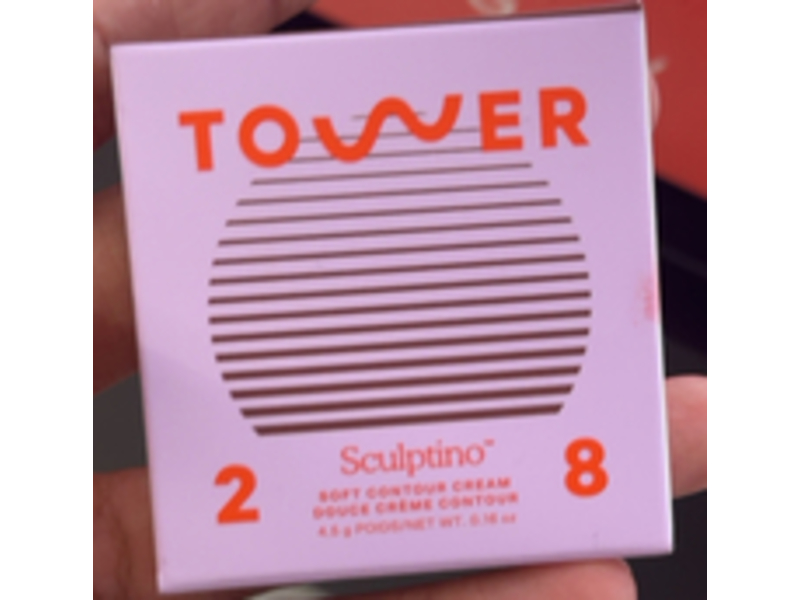 TOWER
Sculptino™
2 8
SOFT CONTOUR CREAM
DOUCE CRÈME CONTOUR
4.5 g POIDS/NET WT. 0.16 oz